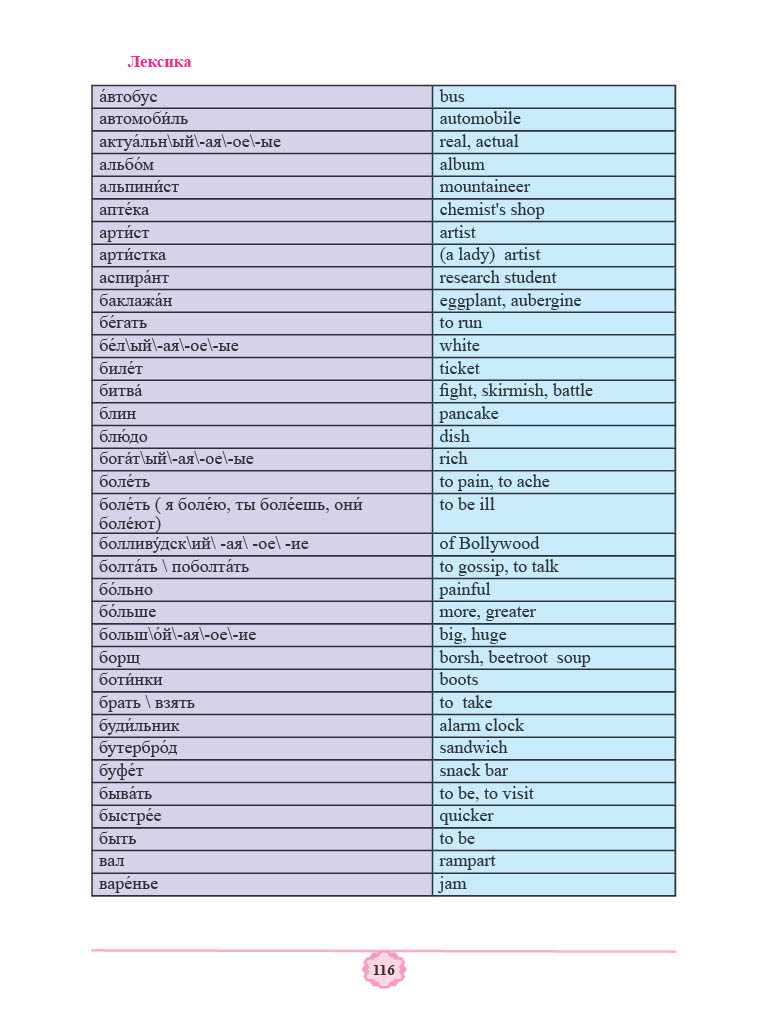 Лексика
а́втобус bus
автомоби́ль automobile
актуа́льн\ый\-ая\-ое\-ые real, actual
альбо́м album
альпини́ст mountaineer
апте́ка chemist's shop
арти́ст artist
арти́стка (a lady) artist
аспира́нт research student
баклажа́н eggplant, aubergine
бе́гать to run
бе́л\ый\-ая\-ое\-ые white
биле́т ticket
битва́ fight, skirmish, battle
блин pancake
блю́до dish
бога́т\ый\-ая\-ое\-ые rich
боле́ть to pain, to ache
боле́ть ( я боле́ю, ты боле́ешь, они́ to be ill
боле́ют)
болливу́дск\ий\ -ая\ -ое\ -ие of Bollywood
болта́ть \ поболта́ть to gossip, to talk
бо́льно painful
бо́льше more, greater
больш\о́й\-ая\-ое\-ие big, huge
борщ borsh, beetroot soup
боти́нки boots
брать \ взять to take
буди́льник alarm clock
бутербро́д sandwich
буфе́т snack bar
быва́ть to be, to visit
быстре́е quicker
быть to be
вал rampart
варе́нье jam
116